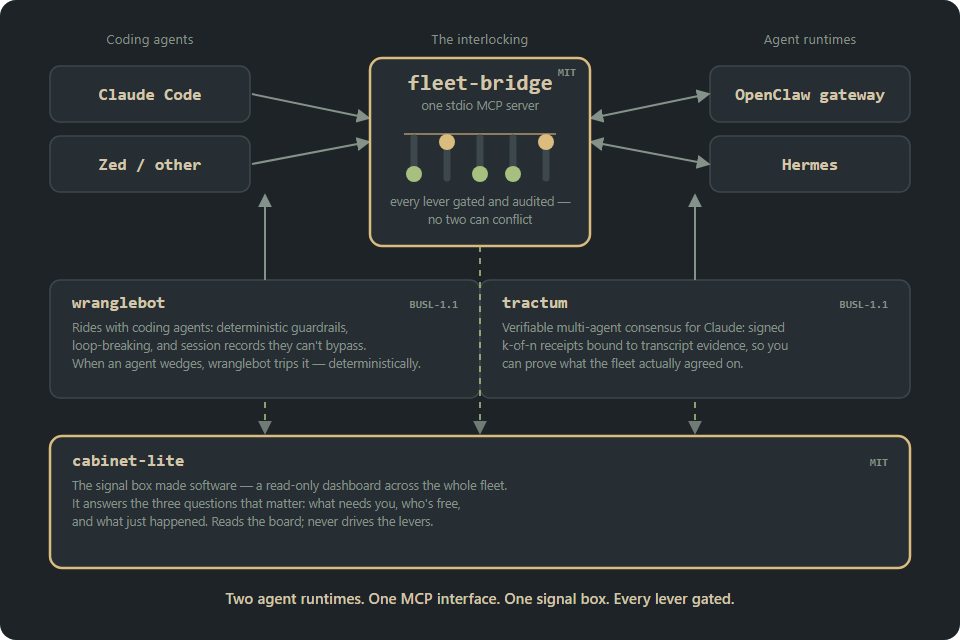 Coding agents
The interlocking
Agent runtimes
Claude Code
Zed / other
fleet-bridge
MIT
one stdio MCP server
every lever gated and audited —
no two can conflict
OpenClaw gateway
Hermes
wranglebot
BUSL-1.1
Rides with coding agents: deterministic guardrails,
loop-breaking, and session records they can't bypass.
When an agent wedges, wranglebot trips it — deterministically.
tractum
BUSL-1.1
Verifiable multi-agent consensus for Claude: signed
k-of-n receipts bound to transcript evidence, so you
can prove what the fleet actually agreed on.
cabinet-lite
MIT
The signal box made software — a read-only dashboard across the whole fleet.
It answers the three questions that matter: what needs you, who's free,
and what just happened. Reads the board; never drives the levers.
Two agent runtimes. One MCP interface. One signal box. Every lever gated.